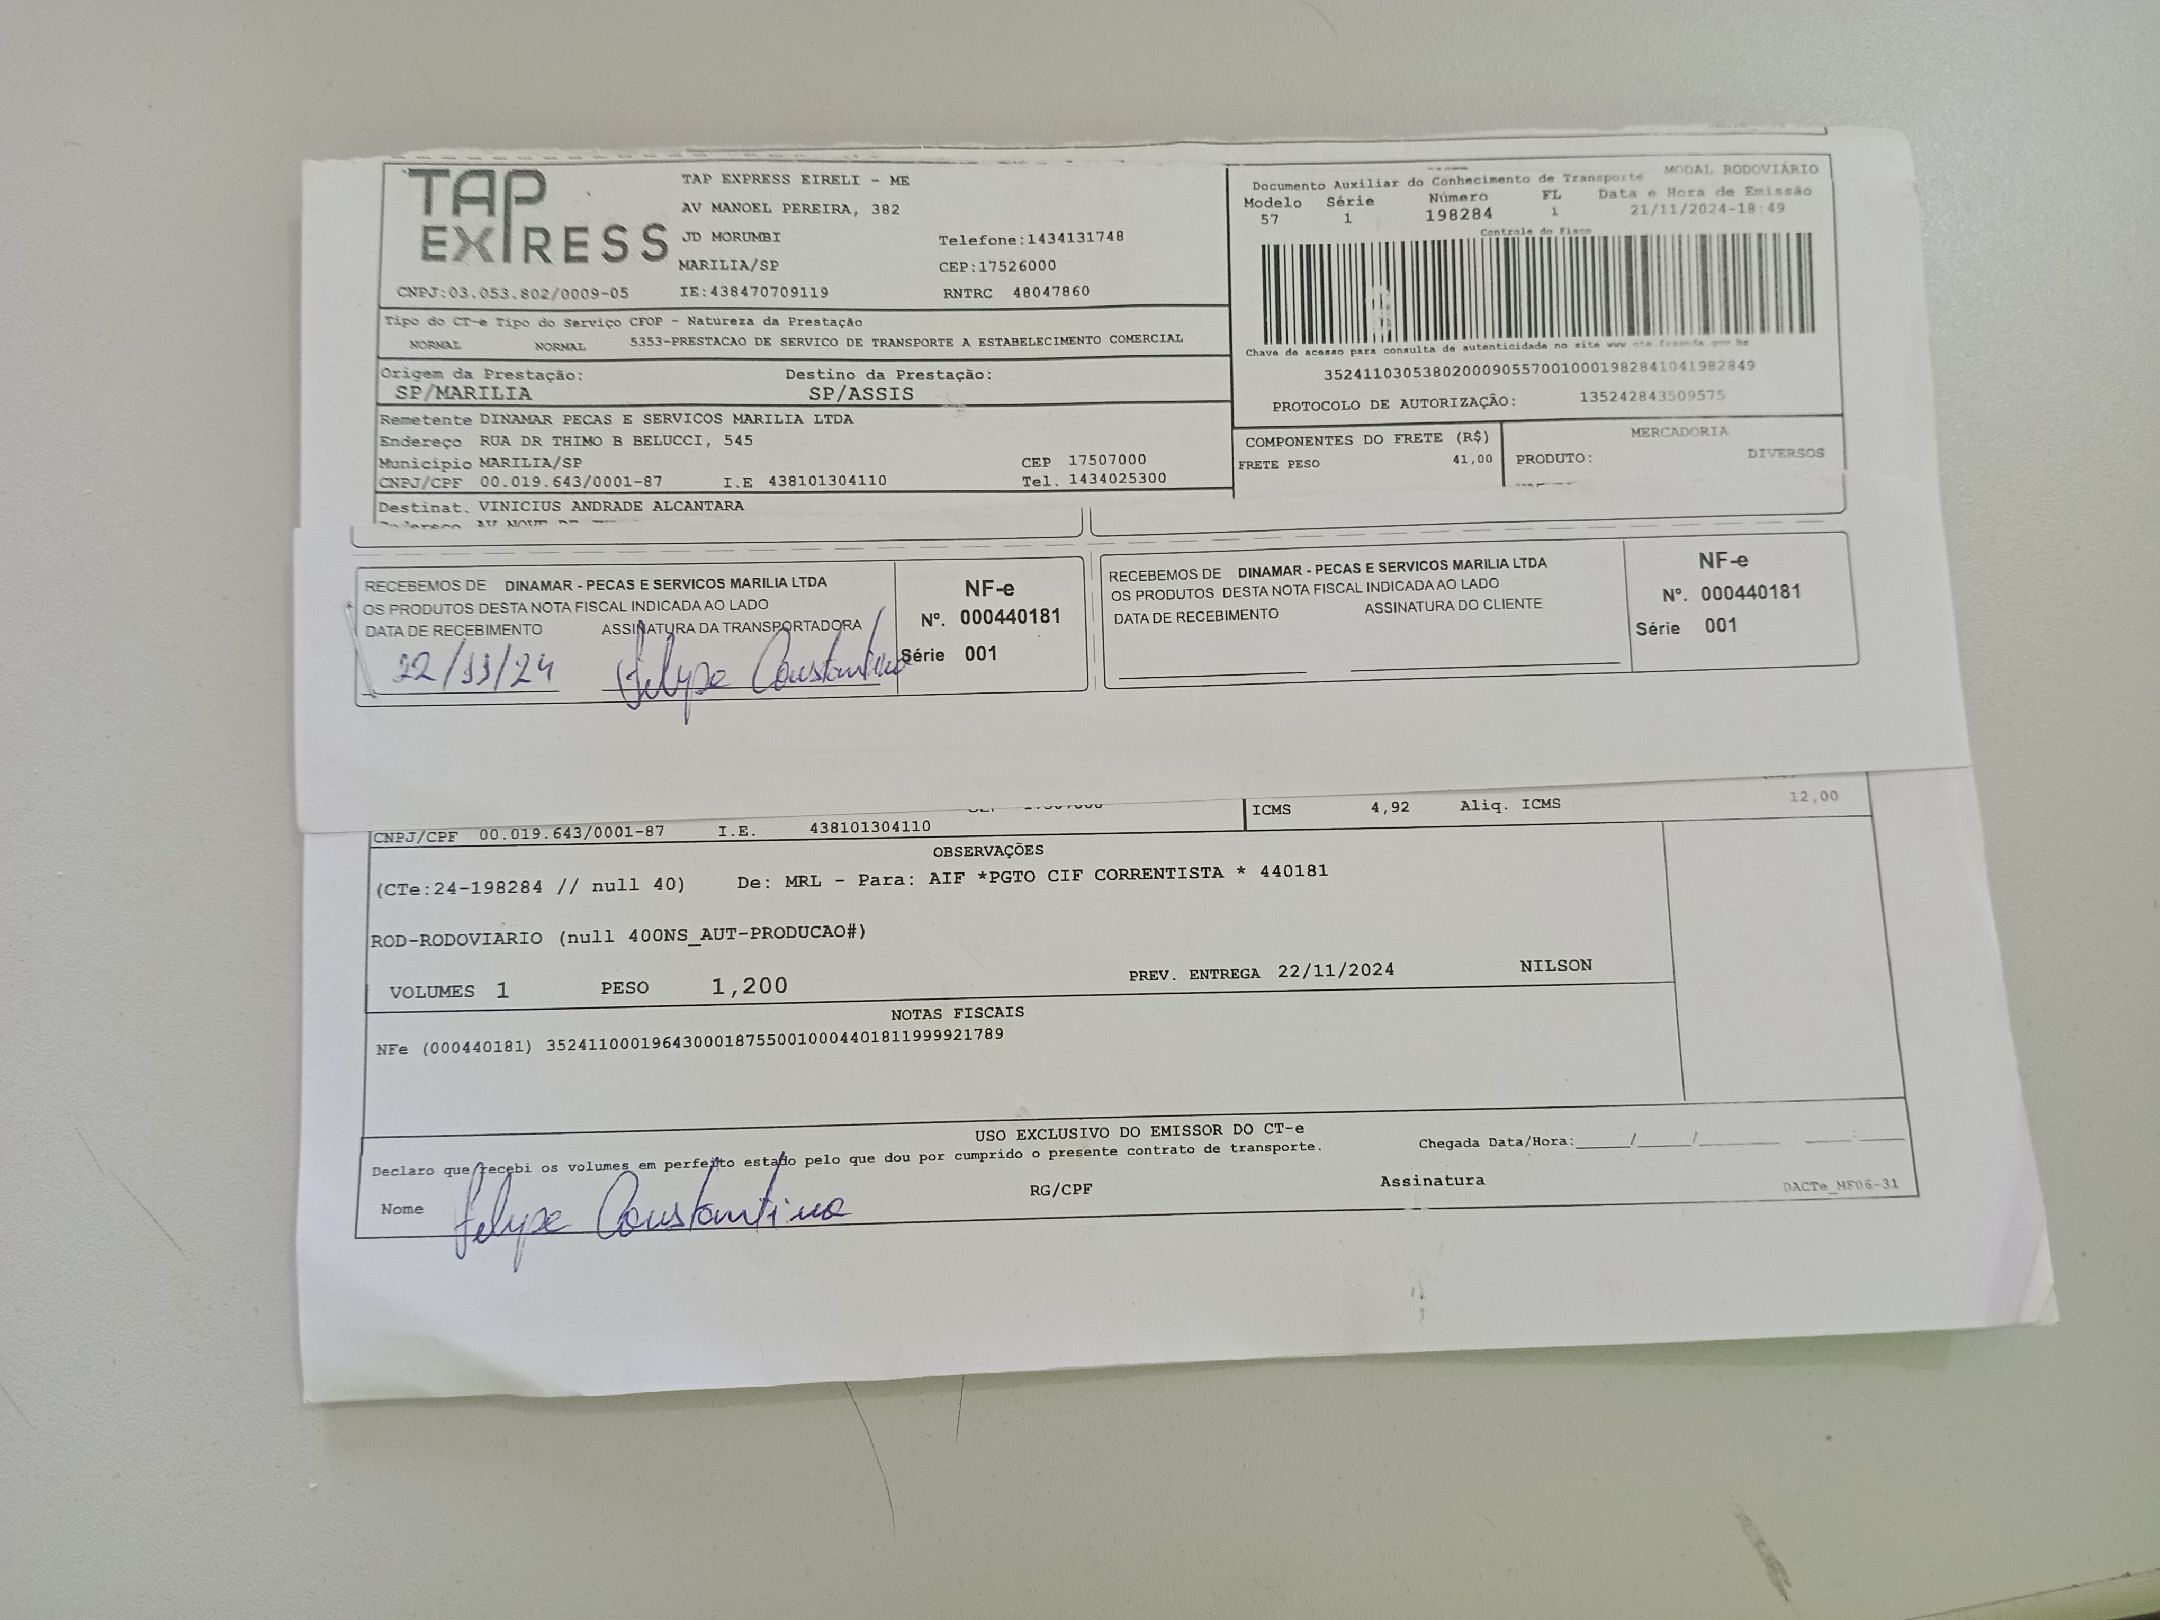 TAP
EXPRESS
TAP EXPRESS EIRELI - ME
AV MANOEL PEREIRA, 382
JD MORUMBI
Telefone:1434131748
MARILIA/SP
CEP:17526000
CNPJ:03.053.802/0009-05
IE:438470709119
RNTRC 48047860
MODAL RODOVIÁRIO
Documento Auxiliar do Conhecimento de Transporte
Modelo Série Número FL Data e Hora de Emissão
57 1 198284 1 21/11/2024-18:49
Controle do Fisco
Chave de acesso para consulta de autenticidade no site www cte.fazenda.gov.br
35241103053802000905570010001982841041982849
PROTOCOLO DE AUTORIZAÇÃO: 135242843509575
Tipo do CT-e Tipo do Serviço CFOP - Natureza da Prestação
NORMAL NORMAL 5353-PRESTACAO DE SERVICO DE TRANSPORTE A ESTABELECIMENTO COMERCIAL
Origem da Prestação: Destino da Prestação:
SP/MARILIA SP/ASSIS
Remetente DINAMAR PECAS E SERVICOS MARILIA LTDA
Endereço RUA DR THIMO B BELUCCI, 545
Município MARILIA/SP CEP 17507000
CNPJ/CPF 00.019.643/0001-87 I.E 438101304110 Tel. 1434025300
COMPONENTES DO FRETE (R$) MERCADORIA
FRETE PESO 41,00 PRODUTO: DIVERSOS
Destinat. VINICIUS ANDRADE ALCANTARA
RECEBEMOS DE DINAMAR - PECAS E SERVICOS MARILIA LTDA
OS PRODUTOS DESTA NOTA FISCAL INDICADA AO LADO
DATA DE RECEBIMENTO ASSINATURA DA TRANSPORTADORA
22/11/24 Felype Constantino
NF-e
Nº. 000440181
Série 001
RECEBEMOS DE DINAMAR - PECAS E SERVICOS MARILIA LTDA
OS PRODUTOS DESTA NOTA FISCAL INDICADA AO LADO
DATA DE RECEBIMENTO ASSINATURA DO CLIENTE
NF-e
Nº. 000440181
Série 001
CNPJ/CPF 00.019.643/0001-87 I.E. 438101304110
ICMS 4,92 Aliq. ICMS 12,00
OBSERVAÇÕES
(CTe:24-198284 // null 40) De: MRL - Para: AIF *PGTO CIF CORRENTISTA * 440181
ROD-RODOVIARIO (null 400NS_AUT-PRODUCAO#)
VOLUMES 1 PESO 1,200 PREV. ENTREGA 22/11/2024 NILSON
NOTAS FISCAIS
NFe (000440181) 35241100019643000187550010004401811999921789
USO EXCLUSIVO DO EMISSOR DO CT-e
Declaro que recebi os volumes em perfeito estado pelo que dou por cumprido o presente contrato de transporte.
Chegada Data/Hora:_____/_____/_______ ____:____
Nome Felype Constantino RG/CPF Assinatura
DACTe_MF06-31